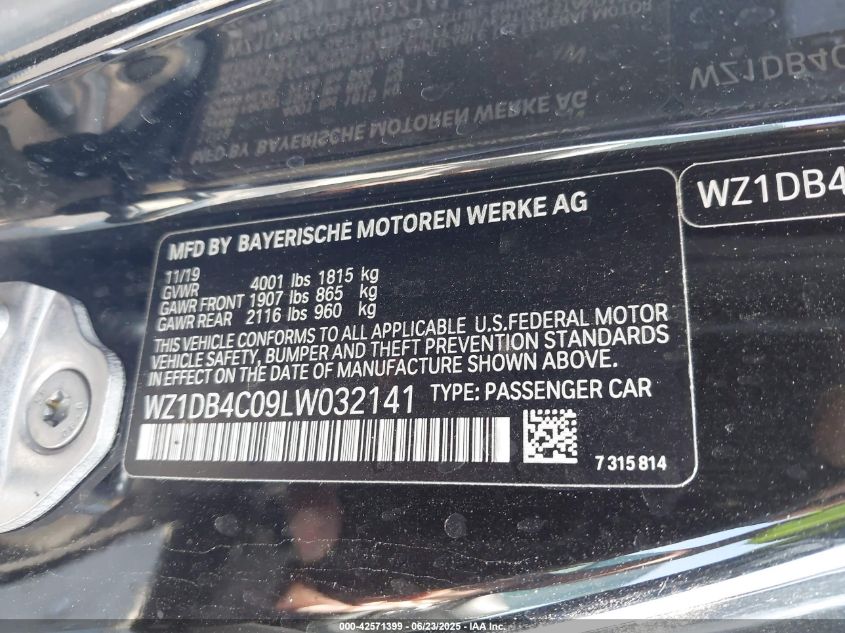 MFD BY BAYERISCHE MOTOREN WERKE AG
WZ1DB4
11/19
GVWR 4001 lbs 1815 kg
GAWR FRONT 1907 lbs 865 kg
GAWR REAR 2116 lbs 960 kg
THIS VEHICLE CONFORMS TO ALL APPLICABLE U.S.FEDERAL MOTOR
VEHICLE SAFETY, BUMPER AND THEFT PREVENTION STANDARDS
IN EFFECT ON THE DATE OF MANUFACTURE SHOWN ABOVE.
WZ1DB4C09LW032141 TYPE: PASSENGER CAR
7 315 814
000-42571399 - 06/23/2025 - IAA Inc.